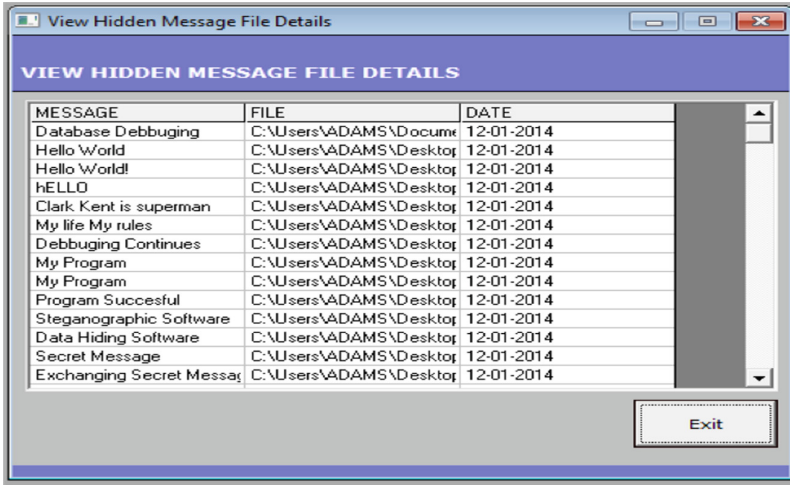 View Hidden Message File Details
VIEW HIDDEN MESSAGE FILE DETAILS
MESSAGE FILE DATE
Database Debbuging C:\Users\ADAMS\Docume 12-01-2014
Hello World C:\Users\ADAMS\Desktop 12-01-2014
Hello World! C:\Users\ADAMS\Desktop 12-01-2014
hELLO C:\Users\ADAMS\Desktop 12-01-2014
Clark Kent is superman C:\Users\ADAMS\Desktop 12-01-2014
My life My rules C:\Users\ADAMS\Desktop 12-01-2014
Debbuging Continues C:\Users\ADAMS\Desktop 12-01-2014
My Program C:\Users\ADAMS\Desktop 12-01-2014
My Program C:\Users\ADAMS\Desktop 12-01-2014
Program Succesful C:\Users\ADAMS\Desktop 12-01-2014
Steganographic Software C:\Users\ADAMS\Desktop 12-01-2014
Data Hiding Software C:\Users\ADAMS\Desktop 12-01-2014
Secret Message C:\Users\ADAMS\Desktop 12-01-2014
Exchanging Secret Messag C:\Users\ADAMS\Desktop 12-01-2014
Exit